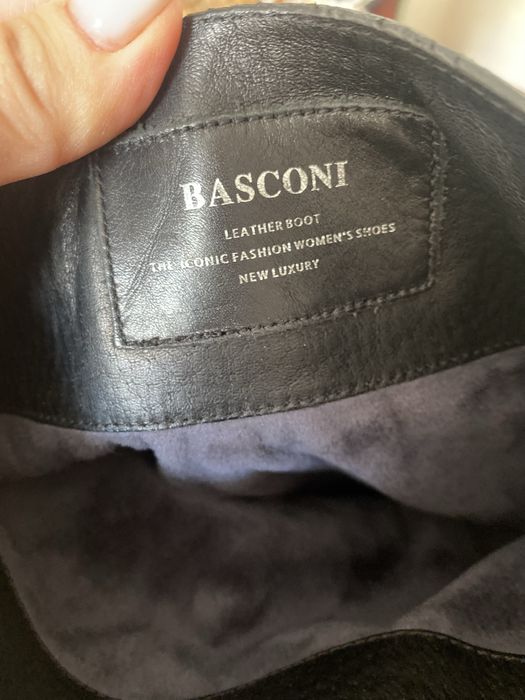 BASCONI
LEATHER BOOT
THE ICONIC FASHION WOMEN'S SHOES
NEW LUXURY